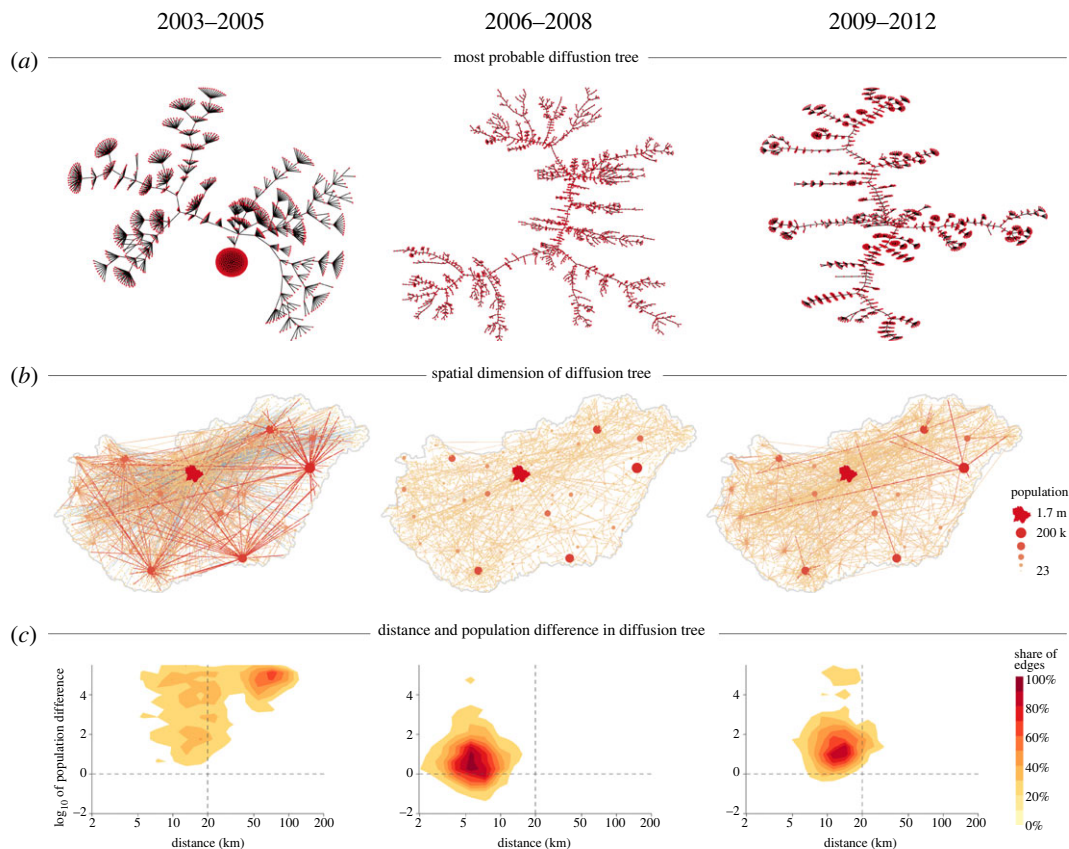 2003–2005 2006–2008 2009–2012
(a) most probable diffustion tree
(b) spatial dimension of diffusion tree
population
1.7 m
200 k
23
(c) distance and population difference in diffusion tree
share of
edges
100%
80%
60%
40%
20%
0%
log10 of population difference
4
2
0
−2
2 5 10 20 50 100 200
distance (km)
4
2
0
−2
2 5 10 20 50 100 200
distance (km)
4
2
0
−2
2 5 10 20 50 100 200
distance (km)